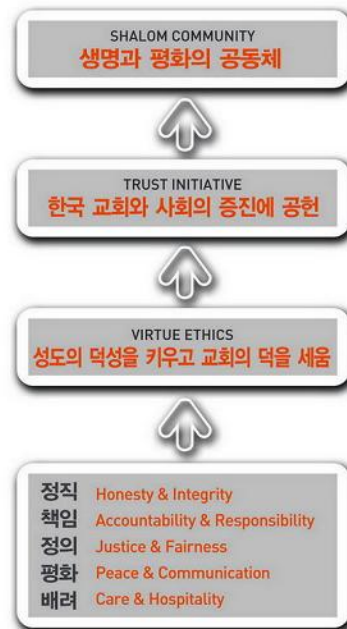 SHALOM COMMUNITY
생명과 평화의 공동체
TRUST INITIATIVE
한국 교회와 사회의 증진에 공헌
VIRTUE ETHICS
성도의 덕성을 키우고 교회의 덕을 세움
정직 Honesty & Integrity
책임 Accountability & Responsibility
정의 Justice & Fairness
평화 Peace & Communication
배려 Care & Hospitality